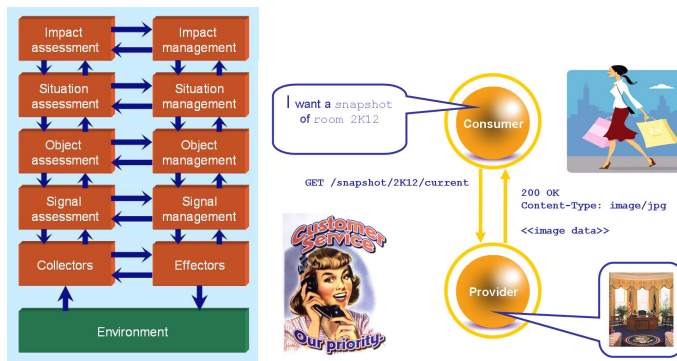 Impact
assessment
Impact
management
Situation
assessment
Situation
management
Object
assessment
Object
management
Signal
assessment
Signal
management
Collectors
Effectors
Environment
I want a snapshot
of room 2K12
Consumer
GET /snapshot/2K12/current
200 OK
Content-Type: image/jpg
<<image data>>
Customer
Service
Our priority-
Provider